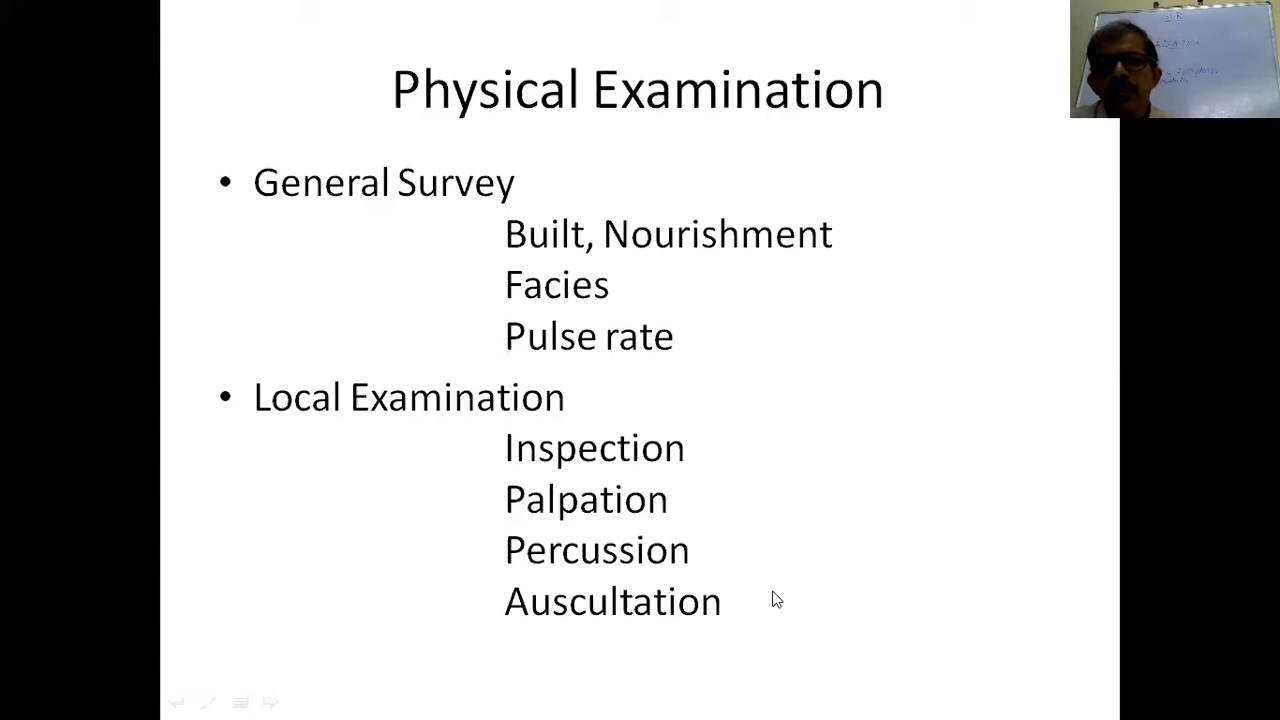 Physical Examination
• General Survey
Built, Nourishment
Facies
Pulse rate
• Local Examination
Inspection
Palpation
Percussion
Auscultation